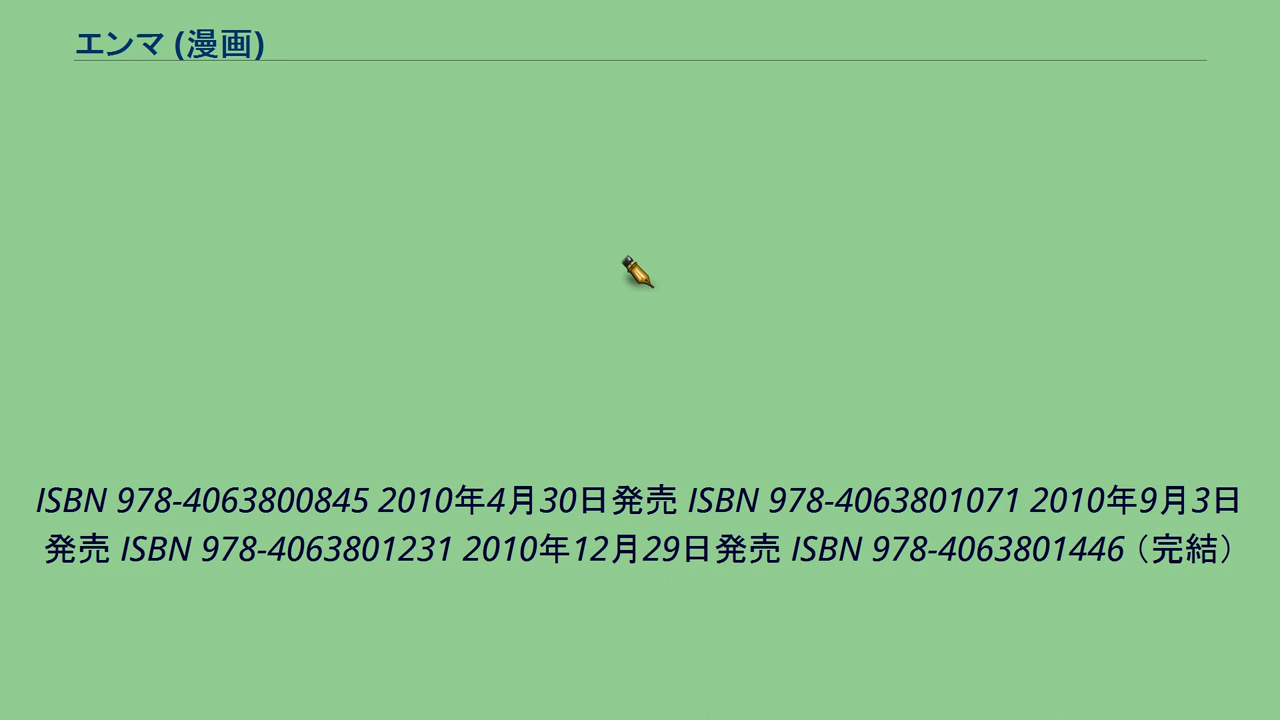 エンマ (漫画)
ISBN 978-4063800845 2010年4月30日発売 ISBN 978-4063801071 2010年9月3日
発売 ISBN 978-4063801231 2010年12月29日発売 ISBN 978-4063801446（完結）